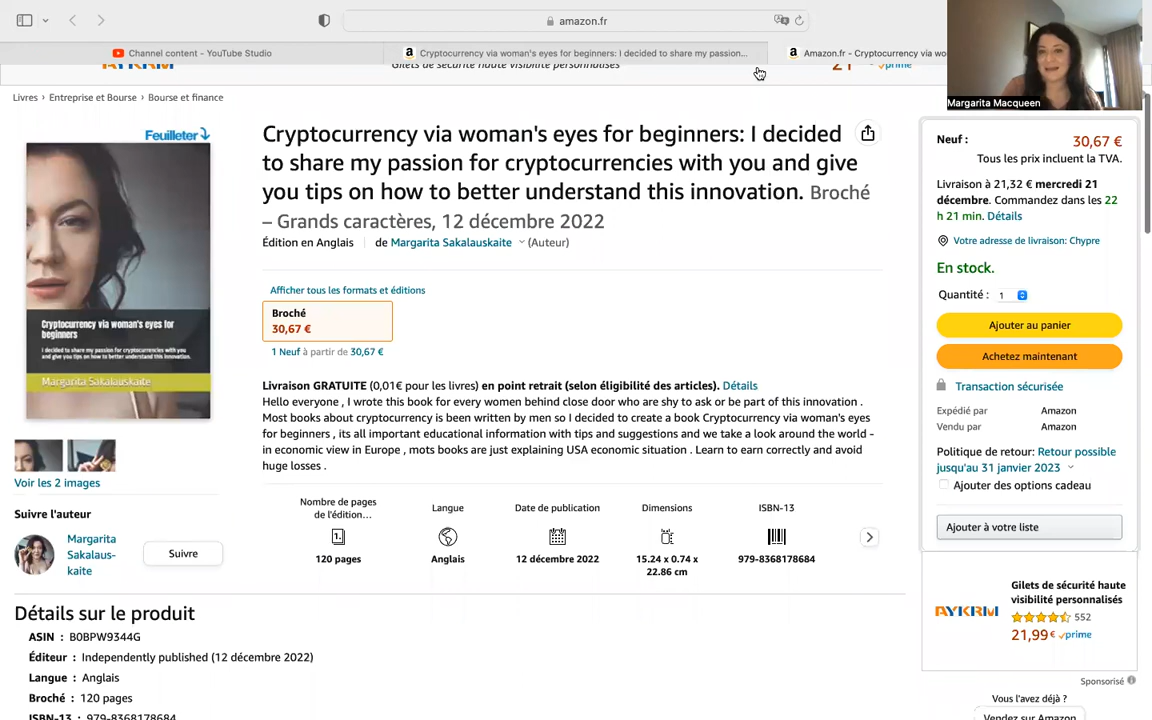 amazon.fr
Channel content - YouTube Studio
Cryptocurrency via woman's eyes for beginners: I decided to share my passion...
Amazon.fr - Cryptocurrency via wo
Margarita Macqueen
Gilets de sécurité haute visibilité personnalisés
prime
Livres › Entreprise et Bourse › Bourse et finance
Feuilleter
Cryptocurrency via woman's eyes for
beginners
I decided to share my passion for cryptocurrencies with you
and give you tips on how to better understand this innovation.
Margarita Sakalauskaite
Voir les 2 images
Suivre l'auteur
Margarita
Sakalaus-
kaite
Suivre
Cryptocurrency via woman's eyes for beginners: I decided
to share my passion for cryptocurrencies with you and give
you tips on how to better understand this innovation. Broché
– Grands caractères, 12 décembre 2022
Édition en Anglais
de Margarita Sakalauskaite (Auteur)
Afficher tous les formats et éditions
Broché
30,67 €
1 Neuf à partir de 30,67 €
Livraison GRATUITE (0,01€ pour les livres) en point retrait (selon éligibilité des articles). Détails
Hello everyone , I wrote this book for every women behind close door who are shy to ask or be part of this innovation .
Most books about cryptocurrency is been written by men so I decided to create a book Cryptocurrency via woman's eyes
for beginners , its all important educational information with tips and suggestions and we take a look around the world -
in economic view in Europe , mots books are just explaining USA economic situation . Learn to earn correctly and avoid
huge losses .
Nombre de pages
de l'édition...
120 pages
Langue
Anglais
Date de publication
12 décembre 2022
Dimensions
15.24 x 0.74 x
22.86 cm
ISBN-13
979-8368178684
Neuf :
30,67 €
Tous les prix incluent la TVA.
Livraison à 21,32 € mercredi 21
décembre. Commandez dans les 22
h 21 min. Détails
Votre adresse de livraison: Chypre
En stock.
Quantité : 1
Ajouter au panier
Achetez maintenant
Transaction sécurisée
Expédié par Amazon
Vendu par Amazon
Politique de retour: Retour possible
jusqu'au 31 janvier 2023
Ajouter des options cadeau
Ajouter à votre liste
AYKRM
Gilets de sécurité haute
visibilité personnalisés
552
21,99 € prime
Sponsorisé
Vous l'avez déjà ?
Vendez sur Amazon
Détails sur le produit
ASIN : B0BPW9344G
Éditeur : Independently published (12 décembre 2022)
Langue : Anglais
Broché : 120 pages
ISBN-13 : 979-8368178684